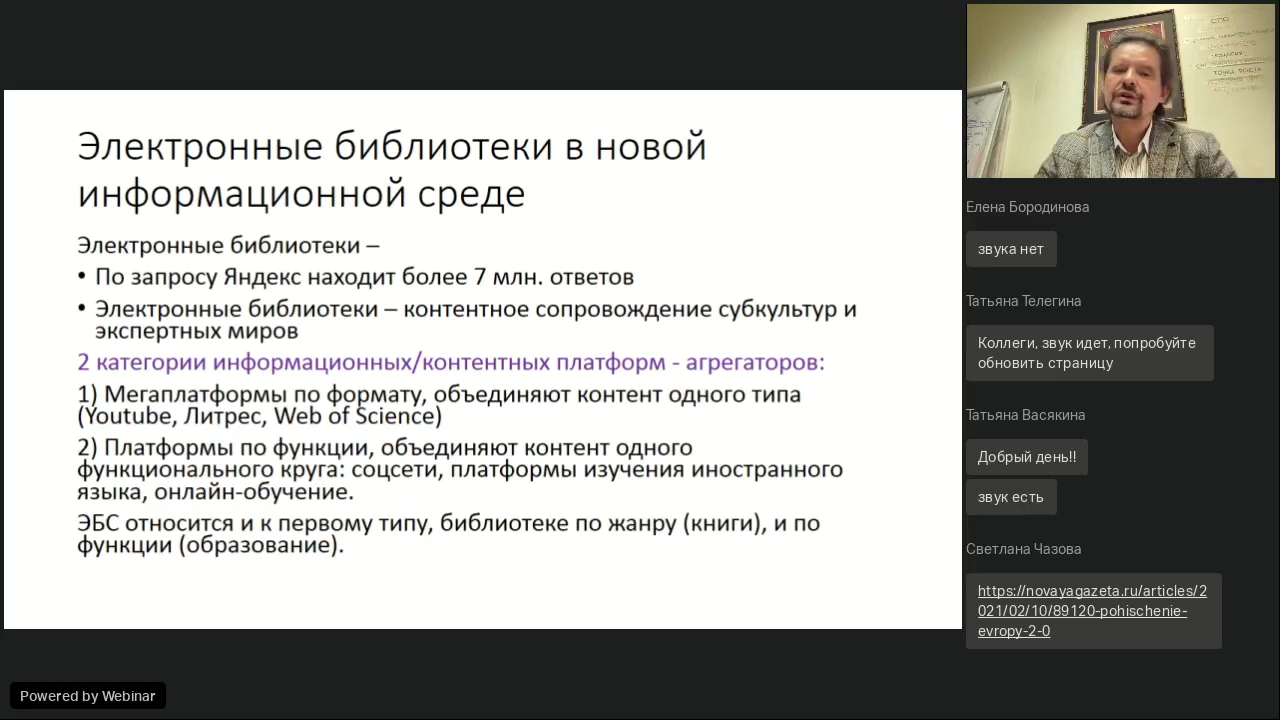 Электронные библиотеки в новой
информационной среде
Электронные библиотеки –
• По запросу Яндекс находит более 7 млн. ответов
• Электронные библиотеки – контентное сопровождение субкультур и
экспертных миров
2 категории информационных/контентных платформ - агрегаторов:
1) Мегаплатформы по формату, объединяют контент одного типа
(Youtube, Литрес, Web of Science)
2) Платформы по функции, объединяют контент одного
функционального круга: соцсети, платформы изучения иностранного
языка, онлайн-обучение.
ЭБС относится и к первому типу, библиотеке по жанру (книги), и по
функции (образование).
СПО
ТОЧКА РОСТА
Елена Бородинова
звука нет
Татьяна Телегина
Коллеги, звук идет, попробуйте
обновить страницу
Татьяна Васякина
Добрый день!!
звук есть
Светлана Чазова
https://novayagazeta.ru/articles/2
021/02/10/89120-pohischenie-
evropy-2-0
Powered by Webinar